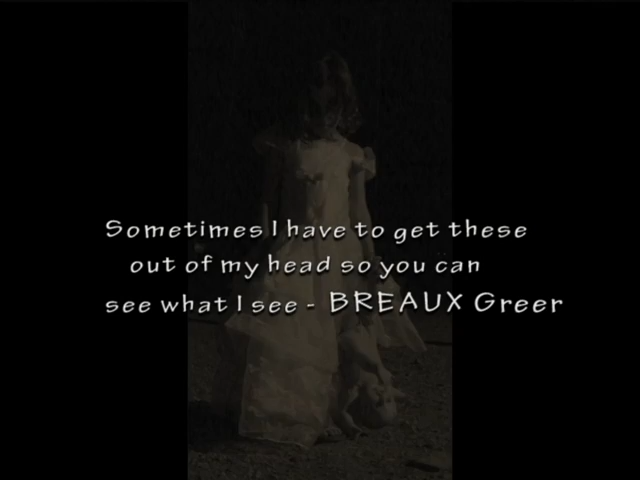 Sometimes I have to get these
out of my head so you can
see what I see - BREAUX Greer